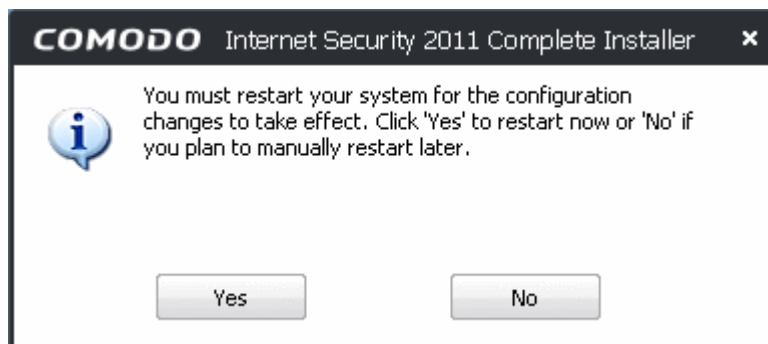 COMODO Internet Security 2011 Complete Installer
You must restart your system for the configuration
changes to take effect. Click 'Yes' to restart now or 'No' if
you plan to manually restart later.
Yes No